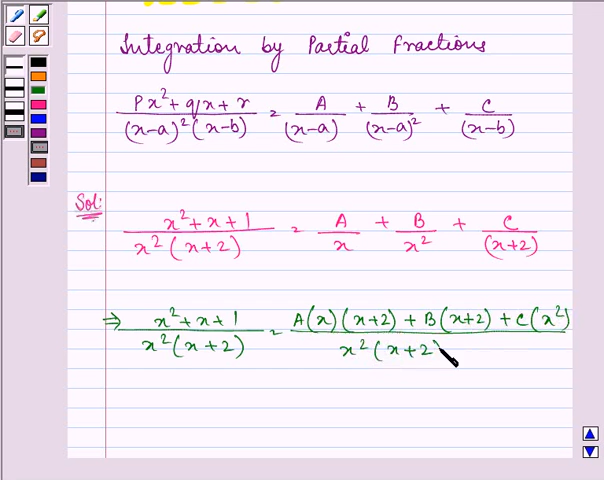 Integration by Partial Fractions
(px²+qx+r)/((x-a)²(x-b)) = A/(x-a) + B/(x-a)² + C/(x-b)
Sol: (x²+x+1)/(x²(x+2)) = A/x + B/x² + C/(x+2)
⇒ (x²+x+1)/(x²(x+2)) = (A(x)(x+2)+B(x+2)+C(x²))/(x²(x+2)